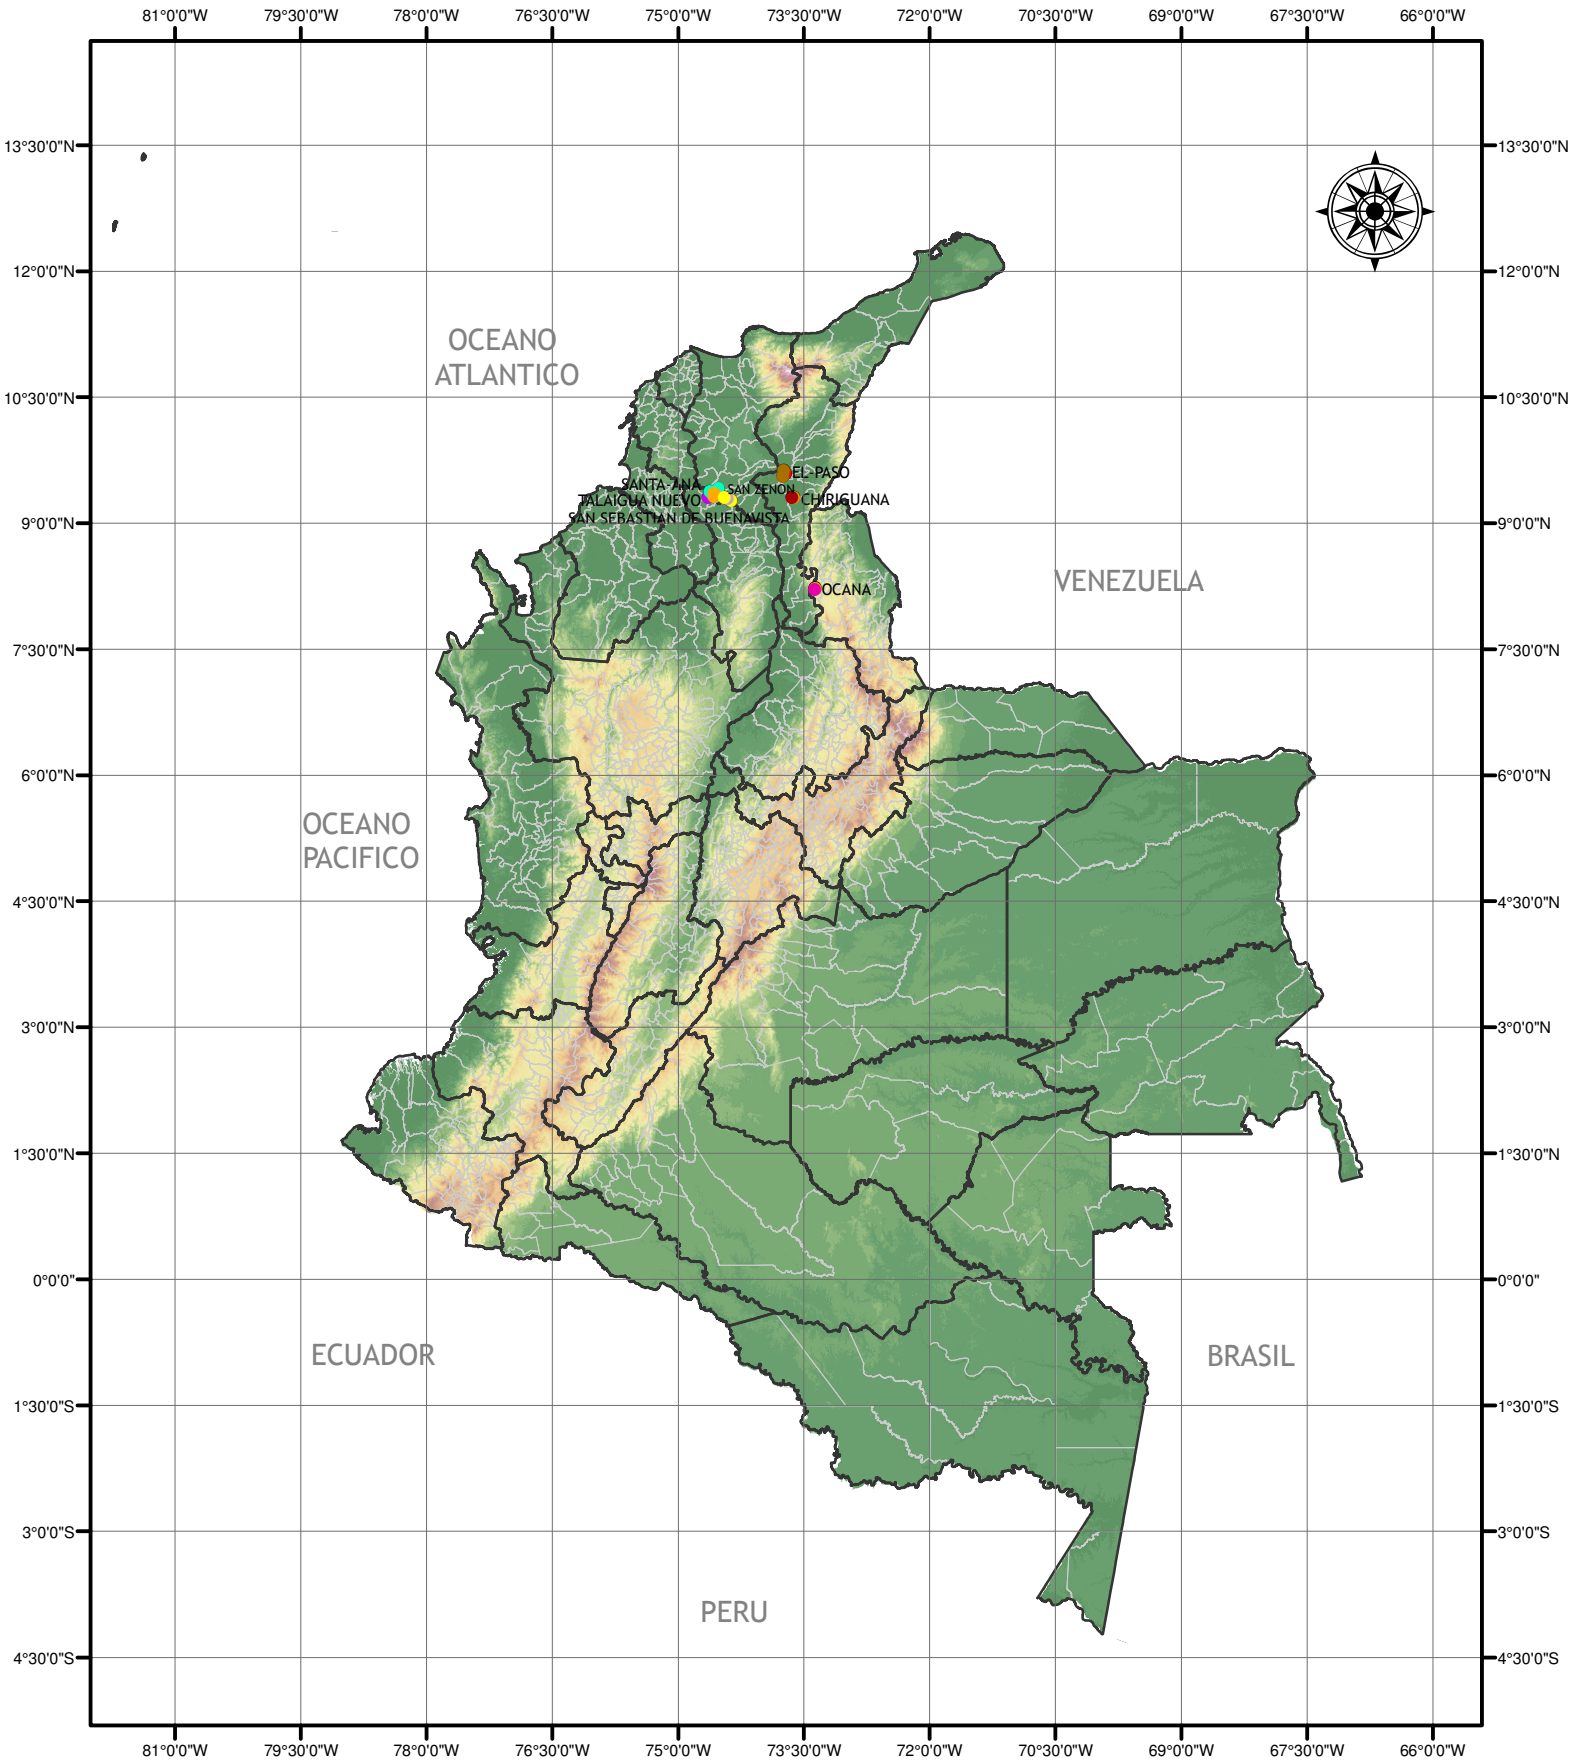 81°0'0"W 79°30'0"W 78°0'0"W 76°30'0"W 75°0'0"W 73°30'0"W 72°0'0"W 70°30'0"W 69°0'0"W 67°30'0"W 66°0'0"W
13°30'0"N 13°30'0"N
12°0'0"N 12°0'0"N
OCEANO
ATLANTICO
10°30'0"N 10°30'0"N
EL-PASO
SANTA-ANA
SAN ZENON
TALAIGUA NUEVO
CHIRIGUANA
SAN SEBASTIAN DE BUENAVISTA
9°0'0"N 9°0'0"N
VENEZUELA
OCANA
7°30'0"N 7°30'0"N
6°0'0"N 6°0'0"N
OCEANO
PACIFICO
4°30'0"N 4°30'0"N
3°0'0"N 3°0'0"N
1°30'0"N 1°30'0"N
0°0'0" 0°0'0"
ECUADOR
BRASIL
1°30'0"S 1°30'0"S
3°0'0"S 3°0'0"S
PERU
4°30'0"S 4°30'0"S
81°0'0"W 79°30'0"W 78°0'0"W 76°30'0"W 75°0'0"W 73°30'0"W 72°0'0"W 70°30'0"W 69°0'0"W 67°30'0"W 66°0'0"W